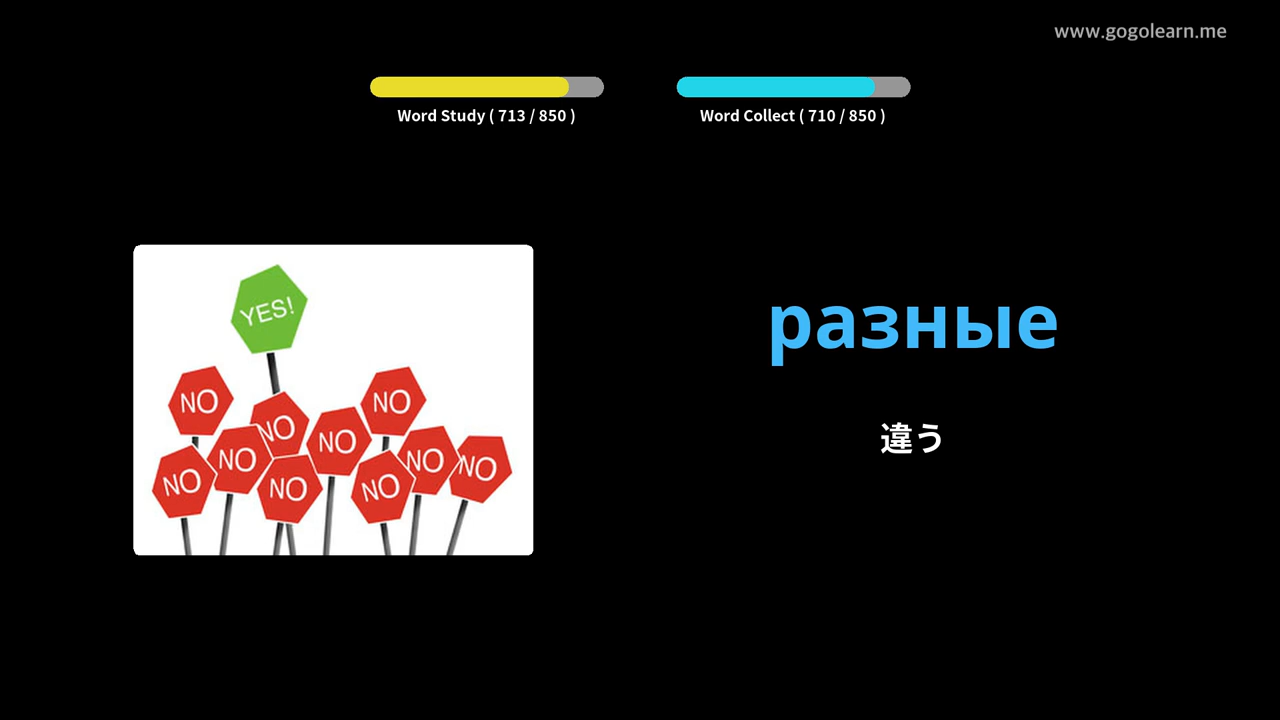 www.gogolearn.me
Word Study ( 713 / 850 )
Word Collect ( 710 / 850 )
YES!
NO
NO
NO
NO
NO
NO
NO
NO
NO
NO
разные
違う